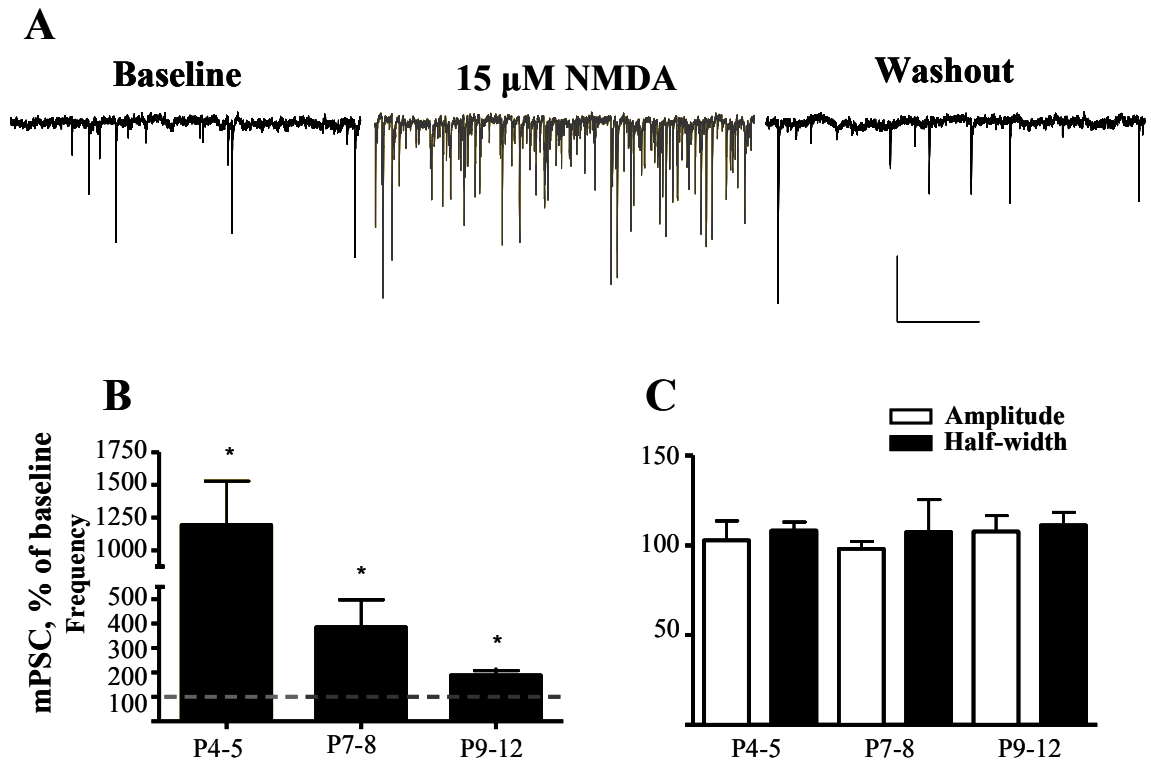 A
Baseline
15 µM NMDA
Washout
B
mPSC, % of baseline
Frequency
1750
1500
1250
1000
500
400
300
200
100
*
*
*
P4-5
P7-8
P9-12
C
Amplitude
Half-width
150
100
50
P4-5
P7-8
P9-12